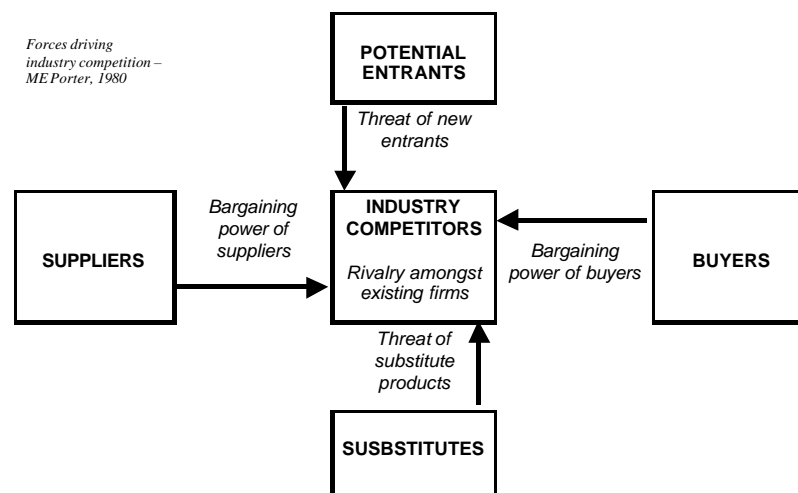 Forces driving
industry competition –
ME Porter, 1980
POTENTIAL
ENTRANTS
Threat of new
entrants
SUPPLIERS
Bargaining
power of
suppliers
INDUSTRY
COMPETITORS
Rivalry amongst
existing firms
Bargaining
power of buyers
BUYERS
Threat of
substitute
products
SUSBSTITUTES